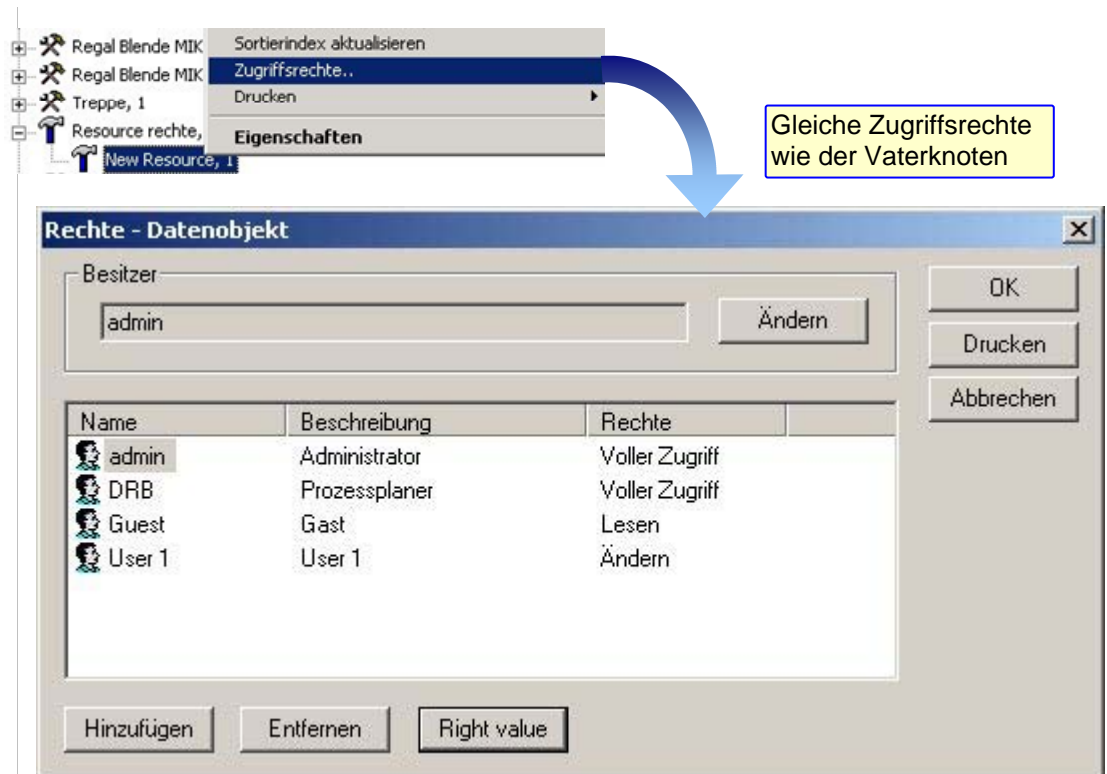 Regal Blende MIK
Sortierindex aktualisieren
Regal Blende MIK
Zugriffsrechte..
Treppe, 1
Drucken
Resource rechte,
Eigenschaften
New Resource, 1
Gleiche Zugriffsrechte
wie der Vaterknoten
Rechte - Datenobjekt
Besitzer
admin
Ändern
OK
Drucken
Abbrechen
Name Beschreibung Rechte
admin Administrator Voller Zugriff
DRB Prozessplaner Voller Zugriff
Guest Gast Lesen
User 1 User 1 Ändern
Hinzufügen Entfernen Right value